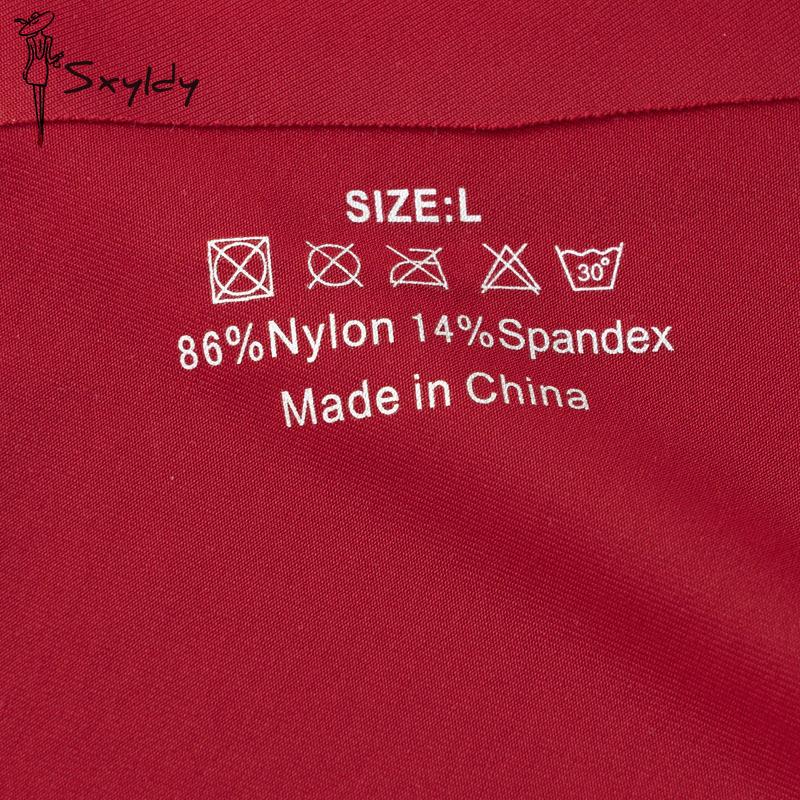 Sxyldy
SIZE:L
30°
86%Nylon 14%Spandex
Made in China